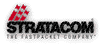 STRATACOM
THE FASTPACKET COMPANY